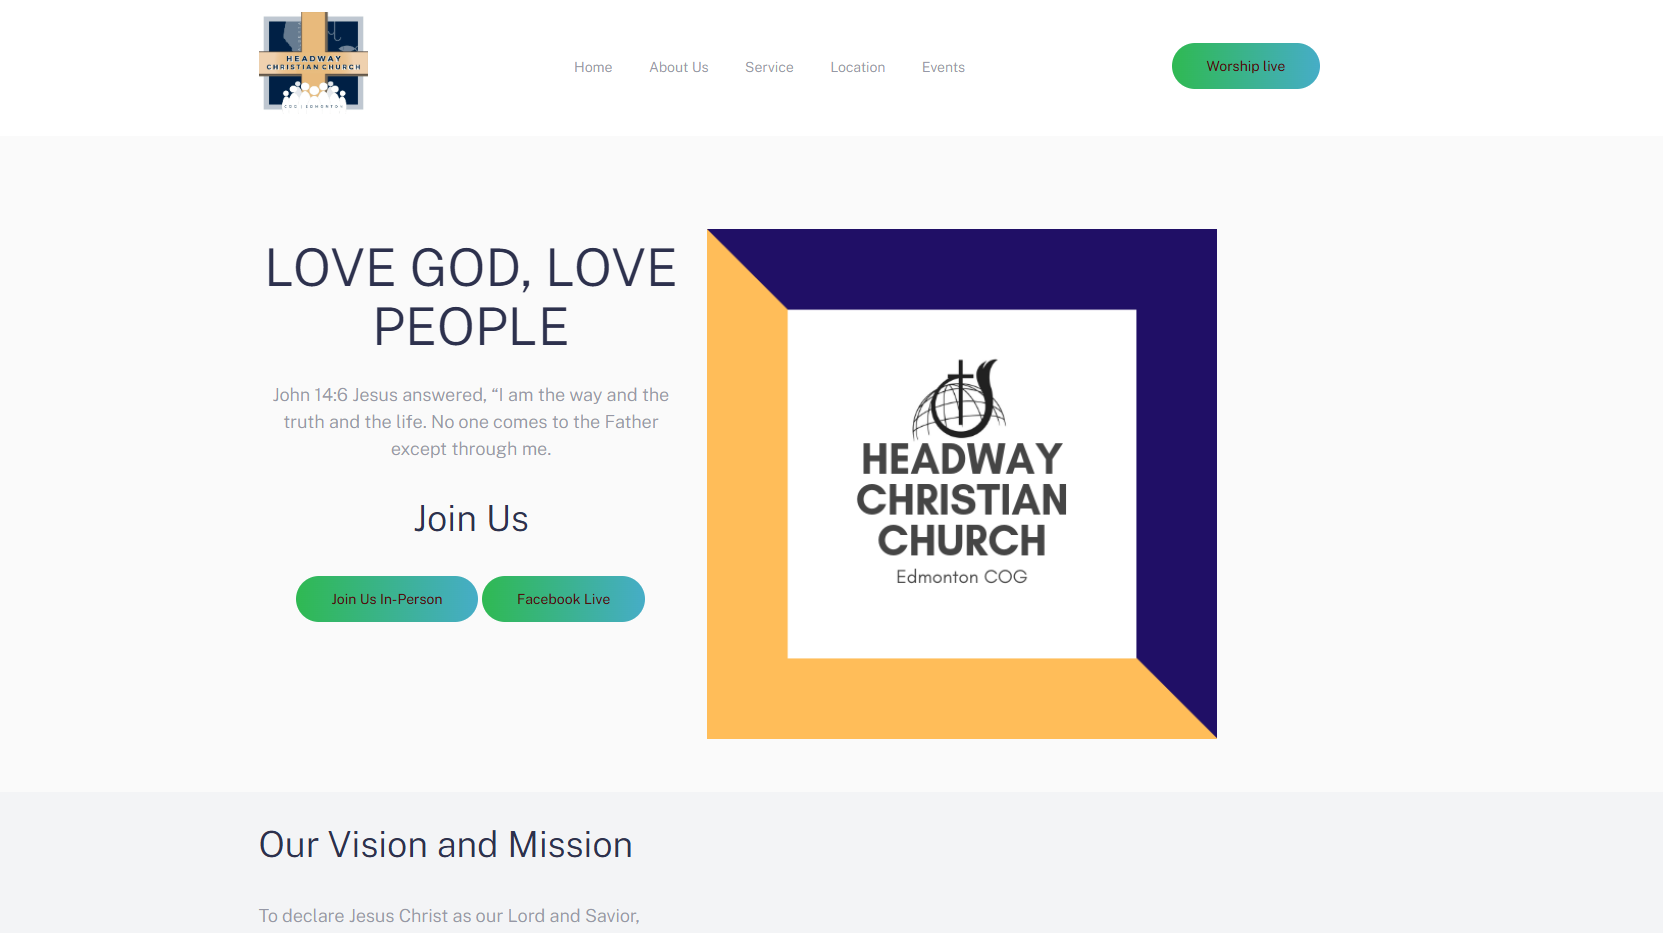 HEADWAY
CHRISTIAN CHURCH
COG | EDMONTON
Home
About Us
Service
Location
Events
Worship live
LOVE GOD, LOVE
PEOPLE
John 14:6 Jesus answered, “I am the way and the
truth and the life. No one comes to the Father
except through me.
Join Us
Join Us In-Person
Facebook Live
HEADWAY
CHRISTIAN
CHURCH
Edmonton COG
Our Vision and Mission
To declare Jesus Christ as our Lord and Savior,